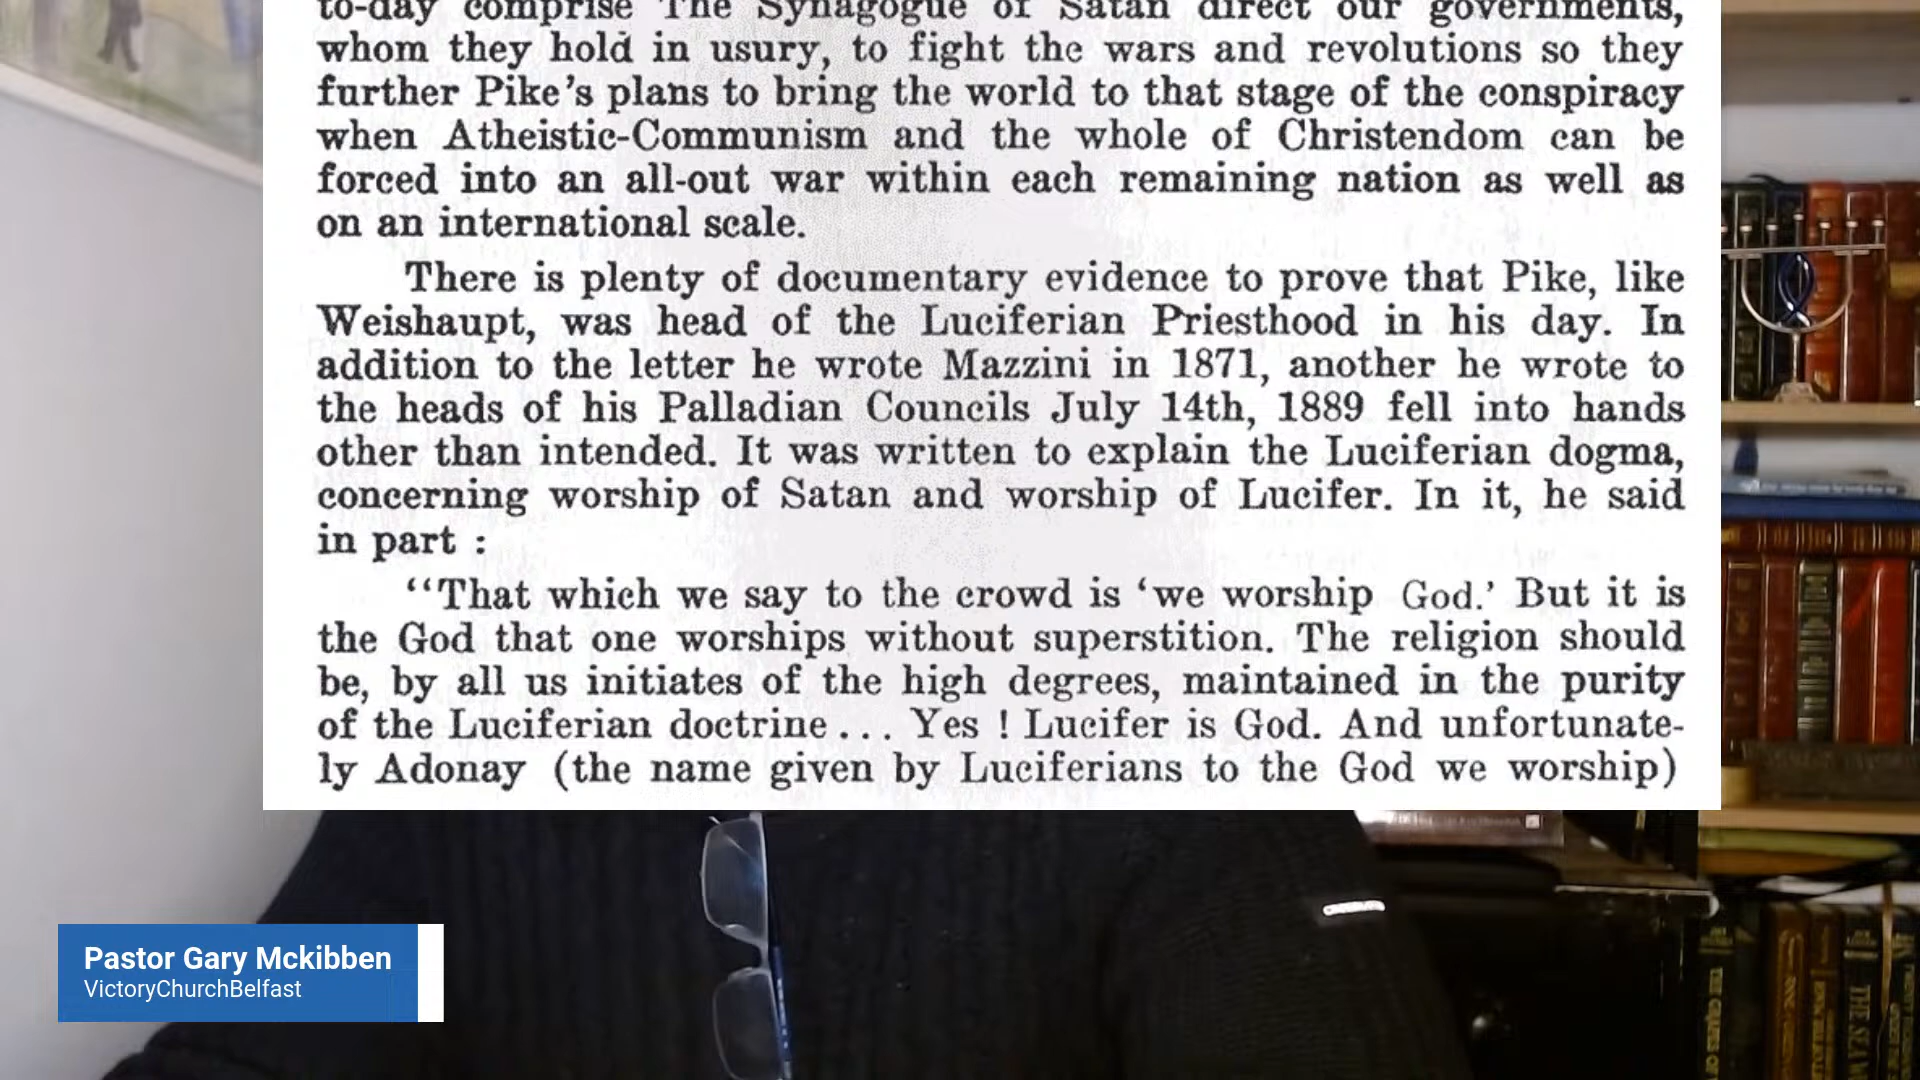 to-day comprise The Synagogue of Satan direct our governments,
whom they hold in usury, to fight the wars and revolutions so they
further Pike's plans to bring the world to that stage of the conspiracy
when Atheistic-Communism and the whole of Christendom can be
forced into an all-out war within each remaining nation as well as
on an international scale.
There is plenty of documentary evidence to prove that Pike, like
Weishaupt, was head of the Luciferian Priesthood in his day. In
addition to the letter he wrote Mazzini in 1871, another he wrote to
the heads of his Palladian Councils July 14th, 1889 fell into hands
other than intended. It was written to explain the Luciferian dogma,
concerning worship of Satan and worship of Lucifer. In it, he said
in part :
“That which we say to the crowd is ‘we worship God.’ But it is
the God that one worships without superstition. The religion should
be, by all us initiates of the high degrees, maintained in the purity
of the Luciferian doctrine . . . Yes ! Lucifer is God. And unfortunate-
ly Adonay (the name given by Luciferians to the God we worship)
Pastor Gary Mckibben
VictoryChurchBelfast